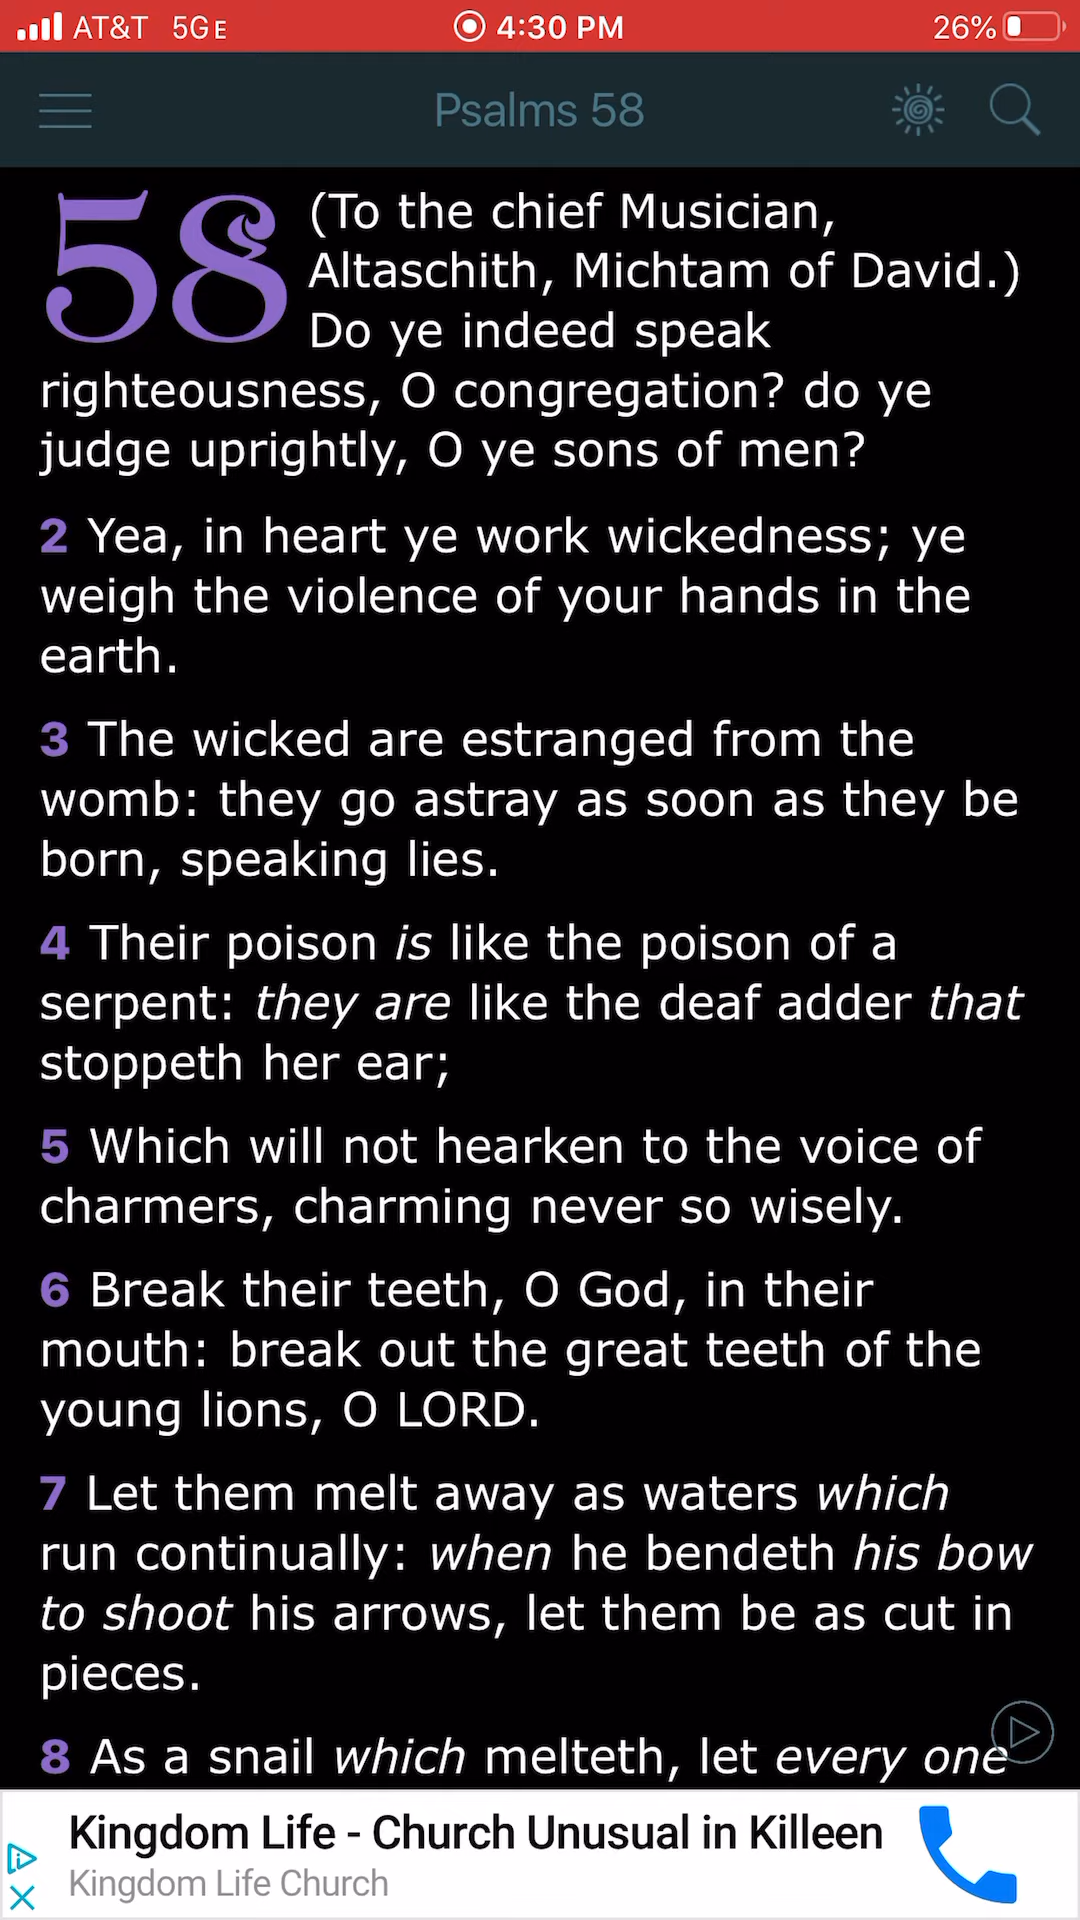 AT&T 5GE 4:30 PM 26%
Psalms 58
58 (To the chief Musician,
Altaschith, Michtam of David.)
Do ye indeed speak
righteousness, O congregation? do ye
judge uprightly, O ye sons of men?
2 Yea, in heart ye work wickedness; ye
weigh the violence of your hands in the
earth.
3 The wicked are estranged from the
womb: they go astray as soon as they be
born, speaking lies.
4 Their poison is like the poison of a
serpent: they are like the deaf adder that
stoppeth her ear;
5 Which will not hearken to the voice of
charmers, charming never so wisely.
6 Break their teeth, O God, in their
mouth: break out the great teeth of the
young lions, O LORD.
7 Let them melt away as waters which
run continually: when he bendeth his bow
to shoot his arrows, let them be as cut in
pieces.
8 As a snail which melteth, let every one
Kingdom Life - Church Unusual in Killeen
Kingdom Life Church